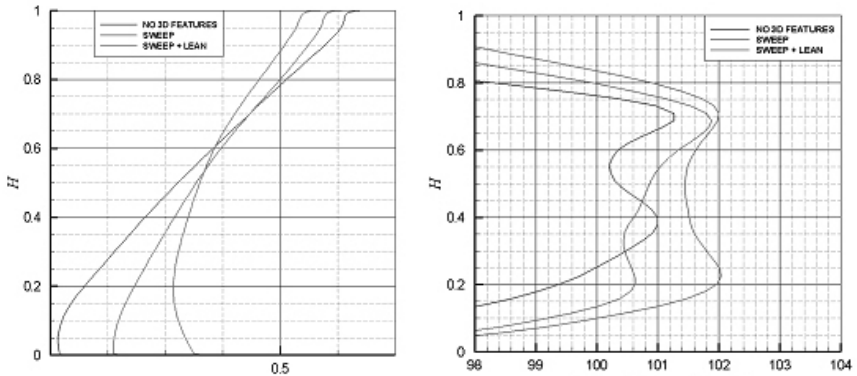 NO 3D FEATURES
SWEEP
SWEEP + LEAN
1
0.8
0.6
H
0.4
0.2
0
0.5
NO 3D FEATURES
SWEEP
SWEEP + LEAN
1
0.8
0.6
H
0.4
0.2
0
98 99 100 101 102 103 104